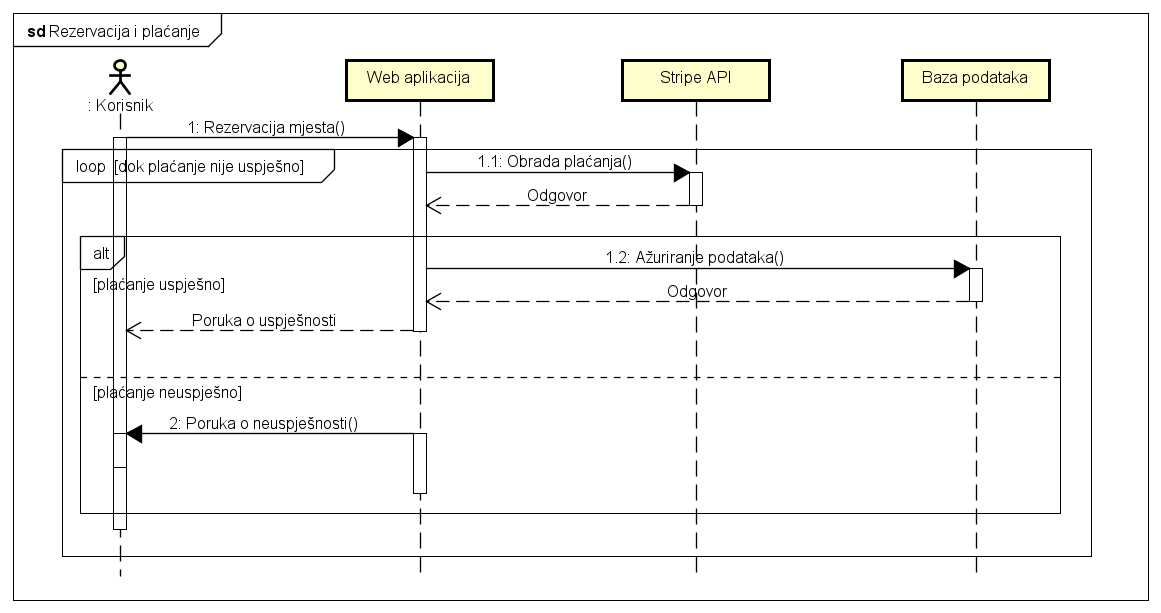 sd Rezervacija i plaćanje
: Korisnik
Web aplikacija
Stripe API
Baza podataka
1: Rezervacija mjesta()
loop [dok plaćanje nije uspješno]
1.1: Obrada plaćanja()
Odgovor
alt
1.2: Ažuriranje podataka()
[plaćanje uspješno]
Odgovor
Poruka o uspješnosti
[plaćanje neuspješno]
2: Poruka o neuspješnosti()